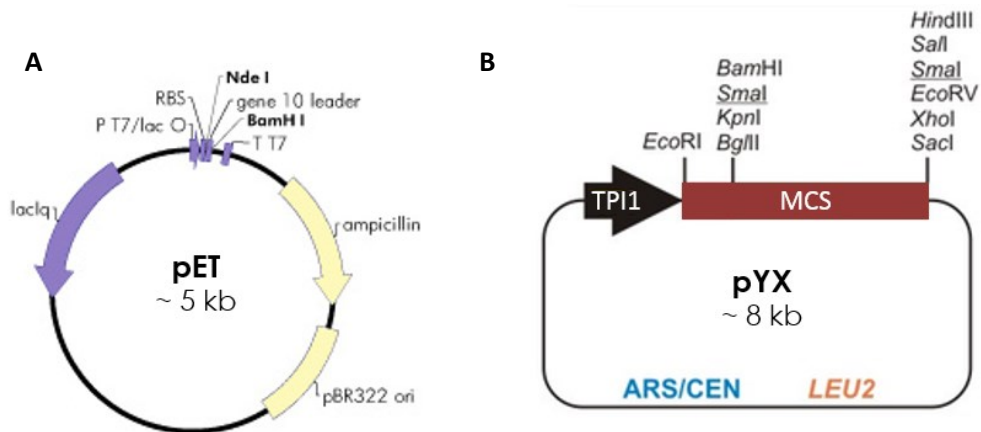 A
Nde I
RBS
gene 10 leader
BamH I
P T7/lac O
T T7
lacIq
ampicillin
pET
~ 5 kb
pBR322 ori
B
HindIII
SalI
SmaI
EcoRV
XhoI
SacI
BamHI
SmaI
KpnI
BglII
EcoRI
TPI1
MCS
pYX
~ 8 kb
ARS/CEN
LEU2